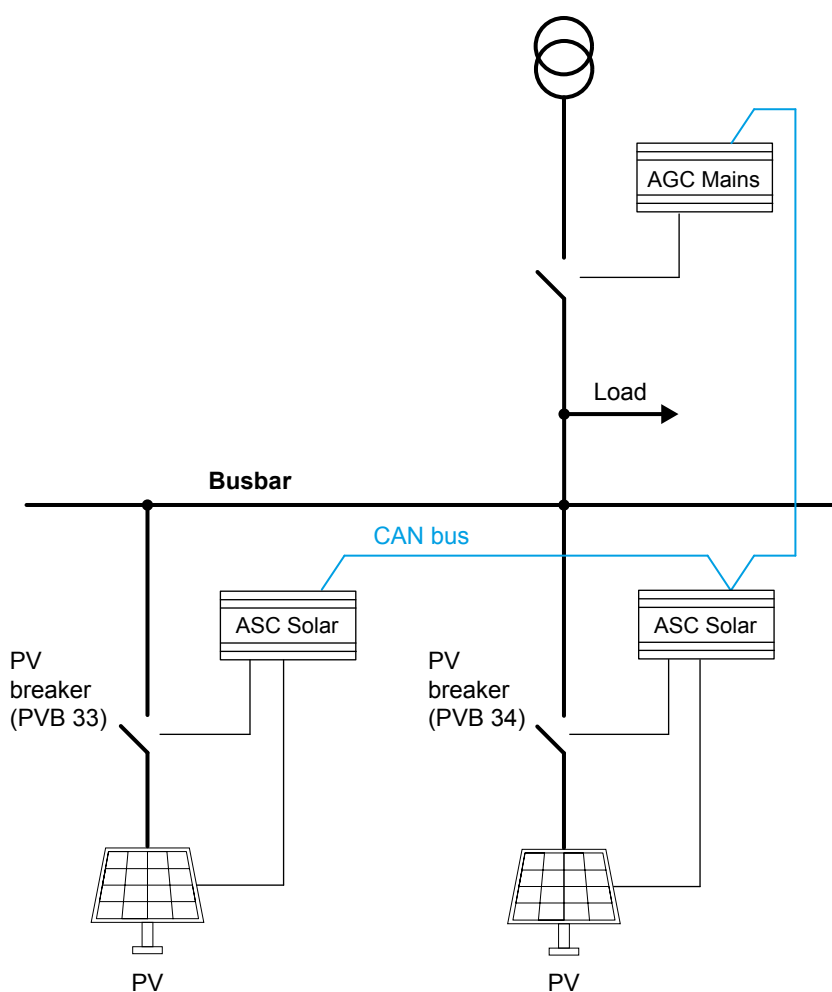 AGC Mains
Load
Busbar
CAN bus
ASC Solar
ASC Solar
PV
breaker
(PVB 33)
PV
breaker
(PVB 34)
PV
PV